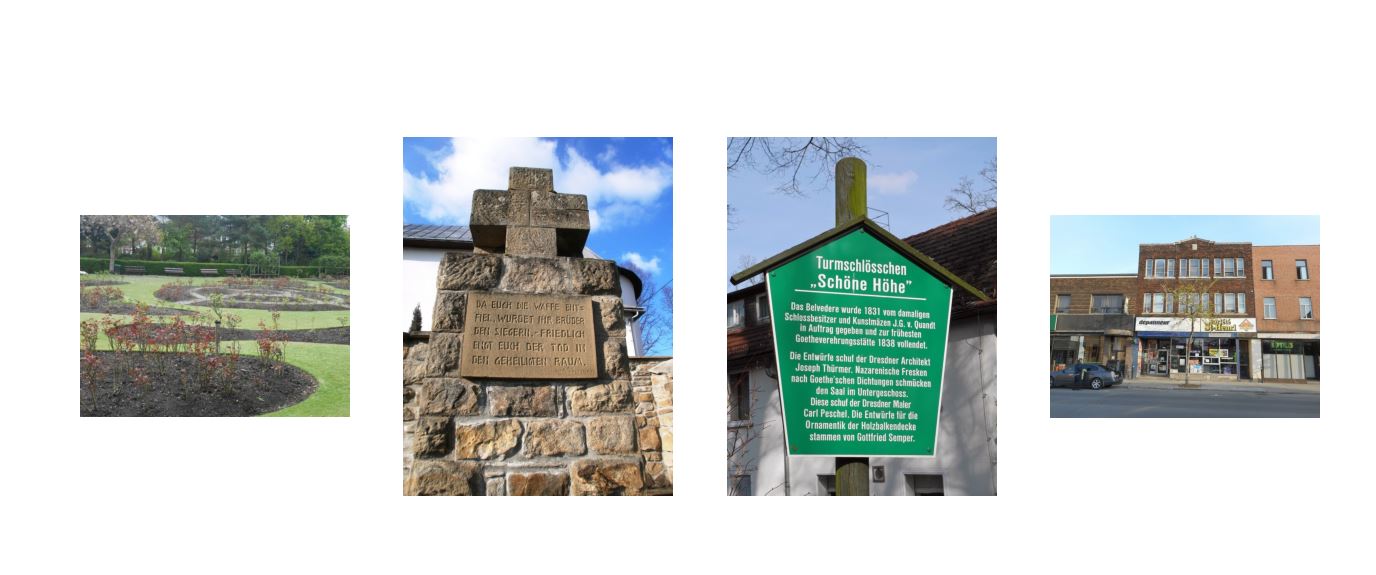 DA EUCH DIE WAFFE ENT=
FIEL, WURDET IHR BRÜDER
DEN SIEGERN,-FRIEDLICH
EINT EUCH DER TOD IN
DEN GEHEILIGTEN RAUM.
Turmschlösschen
„Schöne Höhe”
Das Belvedere wurde 1831 vom damaligen
Schlossbesitzer und Kunstmäzen J.G. v. Quandt
in Auftrag gegeben und zur frühesten
Goetheverehrungsstätte 1838 vollendet.
Die Entwürfe schuf der Dresdner Architekt
Joseph Thürmer. Nazarenische Fresken
nach Goethe'schen Dichtungen schmücken
den Saal im Untergeschoss.
Diese schuf der Dresdner Maler
Carl Peschel. Die Entwürfe für die
Ornamentik der Holzbalkendecke
stammen von Gottfried Semper.
dépanneur
St-Henri